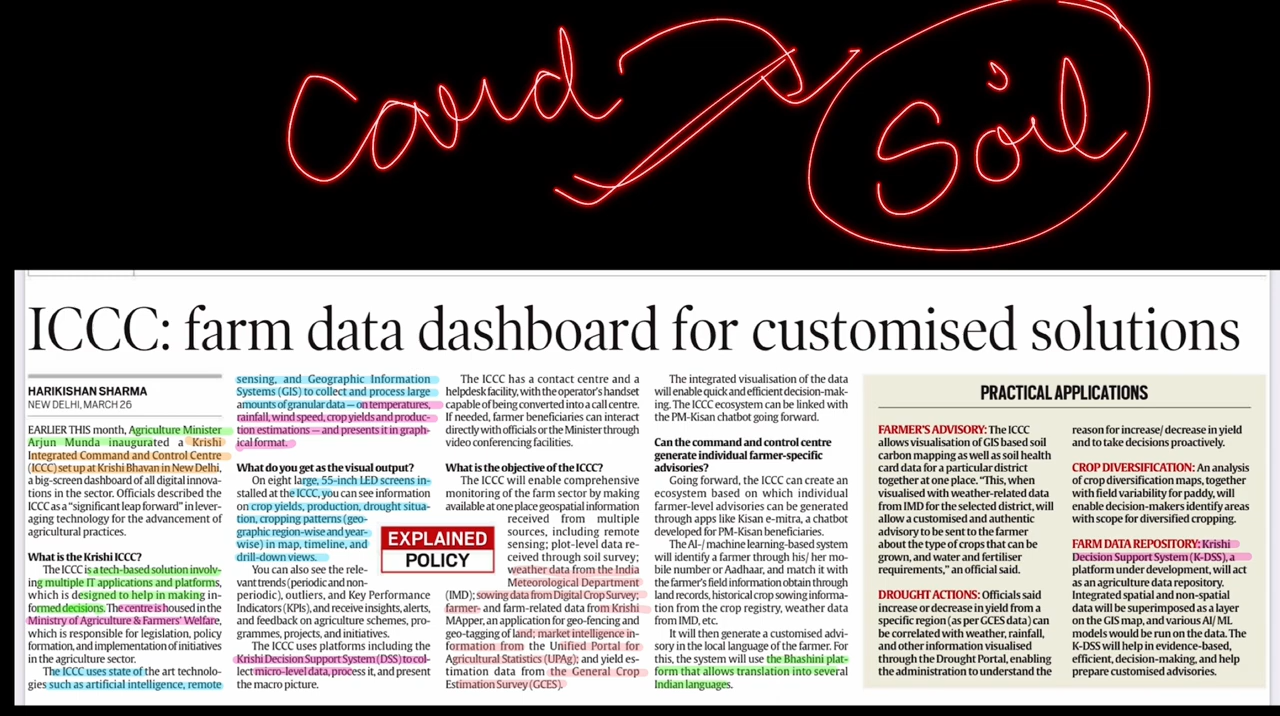 Card
Soil
ICCC: farm data dashboard for customised solutions
HARIKISHAN SHARMA
NEW DELHI, MARCH 26
EARLIER THIS month, Agriculture Minister
Arjun Munda inaugurated a Krishi
Integrated Command and Control Centre
(ICCC) set up at Krishi Bhavan in New Delhi,
a big-screen dashboard of all digital innova-
tions in the sector. Officials described the
ICCC as a “significant leap forward” in lever-
aging technology for the advancement of
agricultural practices.
What is the Krishi ICCC?
The ICCC is a tech-based solution involv-
ing multiple IT applications and platforms,
which is designed to help in making in-
formed decisions. The centre is housed in the
Ministry of Agriculture & Farmers’ Welfare,
which is responsible for legislation, policy
formation, and implementation of initiatives
in the agriculture sector.
The ICCC uses state of the art technolo-
gies such as artificial intelligence, remote
sensing, and Geographic Information
Systems (GIS) to collect and process large
amounts of granular data — on temperatures,
rainfall, wind speed, crop yields and produc-
tion estimations — and presents it in graph-
ical format.
What do you get as the visual output?
On eight large, 55-inch LED screens in-
stalled at the ICCC, you can see information
on crop yields, production, drought situa-
tion, cropping patterns (geo-
graphic region-wise and year-
wise) in map, timeline, and
drill-down views.
You can also see the rele-
vant trends (periodic and non-
periodic), outliers, and Key Performance
Indicators (KPIs), and receive insights, alerts,
and feedback on agriculture schemes, pro-
grammes, projects, and initiatives.
The ICCC uses platforms including the
Krishi Decision Support System (DSS) to col-
lect micro-level data, process it, and present
the macro picture.
EXPLAINED
POLICY
The ICCC has a contact centre and a
helpdesk facility, with the operator’s handset
capable of being converted into a call centre.
If needed, farmer beneficiaries can interact
directly with officials or the Minister through
video conferencing facilities.
What is the objective of the ICCC?
The ICCC will enable comprehensive
monitoring of the farm sector by making
available at one place geospatial information
received from multiple
sources, including remote
sensing; plot-level data re-
ceived through soil survey;
weather data from the India
Meteorological Department
(IMD); sowing data from Digital Crop Survey;
farmer- and farm-related data from Krishi
MApper, an application for geo-fencing and
geo-tagging of land; market intelligence in-
formation from the Unified Portal for
Agricultural Statistics (UPAg); and yield es-
timation data from the General Crop
Estimation Survey (GCES).
The integrated visualisation of the data
will enable quick and efficient decision-mak-
ing. The ICCC ecosystem can be linked with
the PM-Kisan chatbot going forward.
Can the command and control centre
generate individual farmer-specific
advisories?
Going forward, the ICCC can create an
ecosystem based on which individual
farmer-level advisories can be generated
through apps like Kisan e-mitra, a chatbot
developed for PM-Kisan beneficiaries.
The AI-/ machine learning-based system
will identify a farmer through his/ her mo-
bile number or Aadhaar, and match it with
the farmer’s field information obtain through
land records, historical crop sowing informa-
tion from the crop registry, weather data
from IMD, etc.
It will then generate a customised advi-
sory in the local language of the farmer. For
this, the system will use the Bhashini plat-
form that allows translation into several
Indian languages.
PRACTICAL APPLICATIONS
FARMER’S ADVISORY: The ICCC
allows visualisation of GIS based soil
carbon mapping as well as soil health
card data for a particular district
together at one place. “This, when
visualised with weather-related data
from IMD for the selected district, will
allow a customised and authentic
advisory to be sent to the farmer
about the type of crops that can be
grown, and water and fertiliser
requirements,” an official said.
DROUGHT ACTIONS: Officials said
increase or decrease in yield from a
specific region (as per GCES data) can
be correlated with weather, rainfall,
and other information visualised
through the Drought Portal, enabling
the administration to understand the
reason for increase/ decrease in yield
and to take decisions proactively.
CROP DIVERSIFICATION: An analysis
of crop diversification maps, together
with field variability for paddy, will
enable decision-makers identify areas
with scope for diversified cropping.
FARM DATA REPOSITORY: Krishi
Decision Support System (K-DSS), a
platform under development, will act
as an agriculture data repository.
Integrated spatial and non-spatial
data will be superimposed as a layer
on the GIS map, and various AI/ ML
models would be run on the data. The
K-DSS will help in evidence-based,
efficient, decision-making, and help
prepare customised advisories.